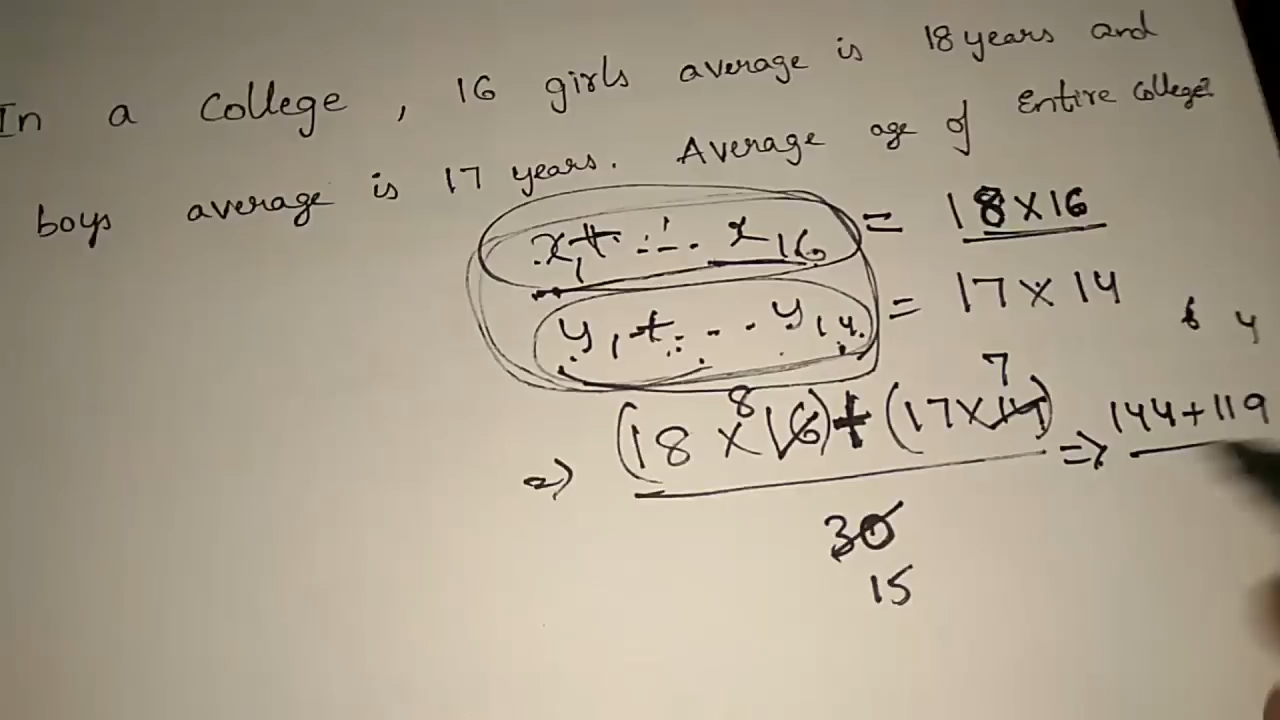 In a college, 16 girls average is 18 years and
boys average is 17 years. Average age of Entire College?
x₁+ ... x₁₆ = 18×16
y₁+ ... y₁₄ = 17×14
4
8 7
=> (18×16)+(17×14) => 144+119
30
15